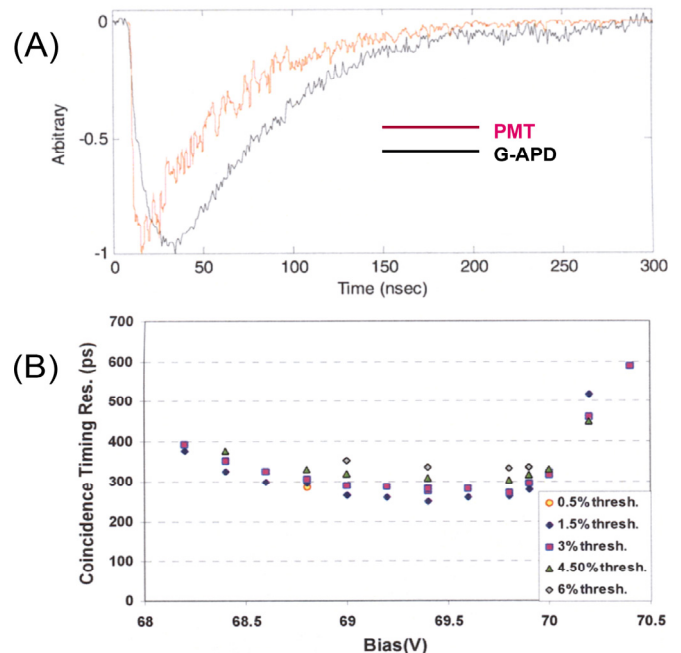 (A)
0
-0.5
-1
Arbitrary
PMT
G-APD
0 50 100 150 200 250 300
Time (nsec)
(B)
700
600
500
400
300
200
100
0
Coincidence Timing Res. (ps)
0.5% thresh.
1.5% thresh.
3% thresh.
4.50% thresh.
6% thresh.
68 68.5 69 69.5 70 70.5
Bias(V)